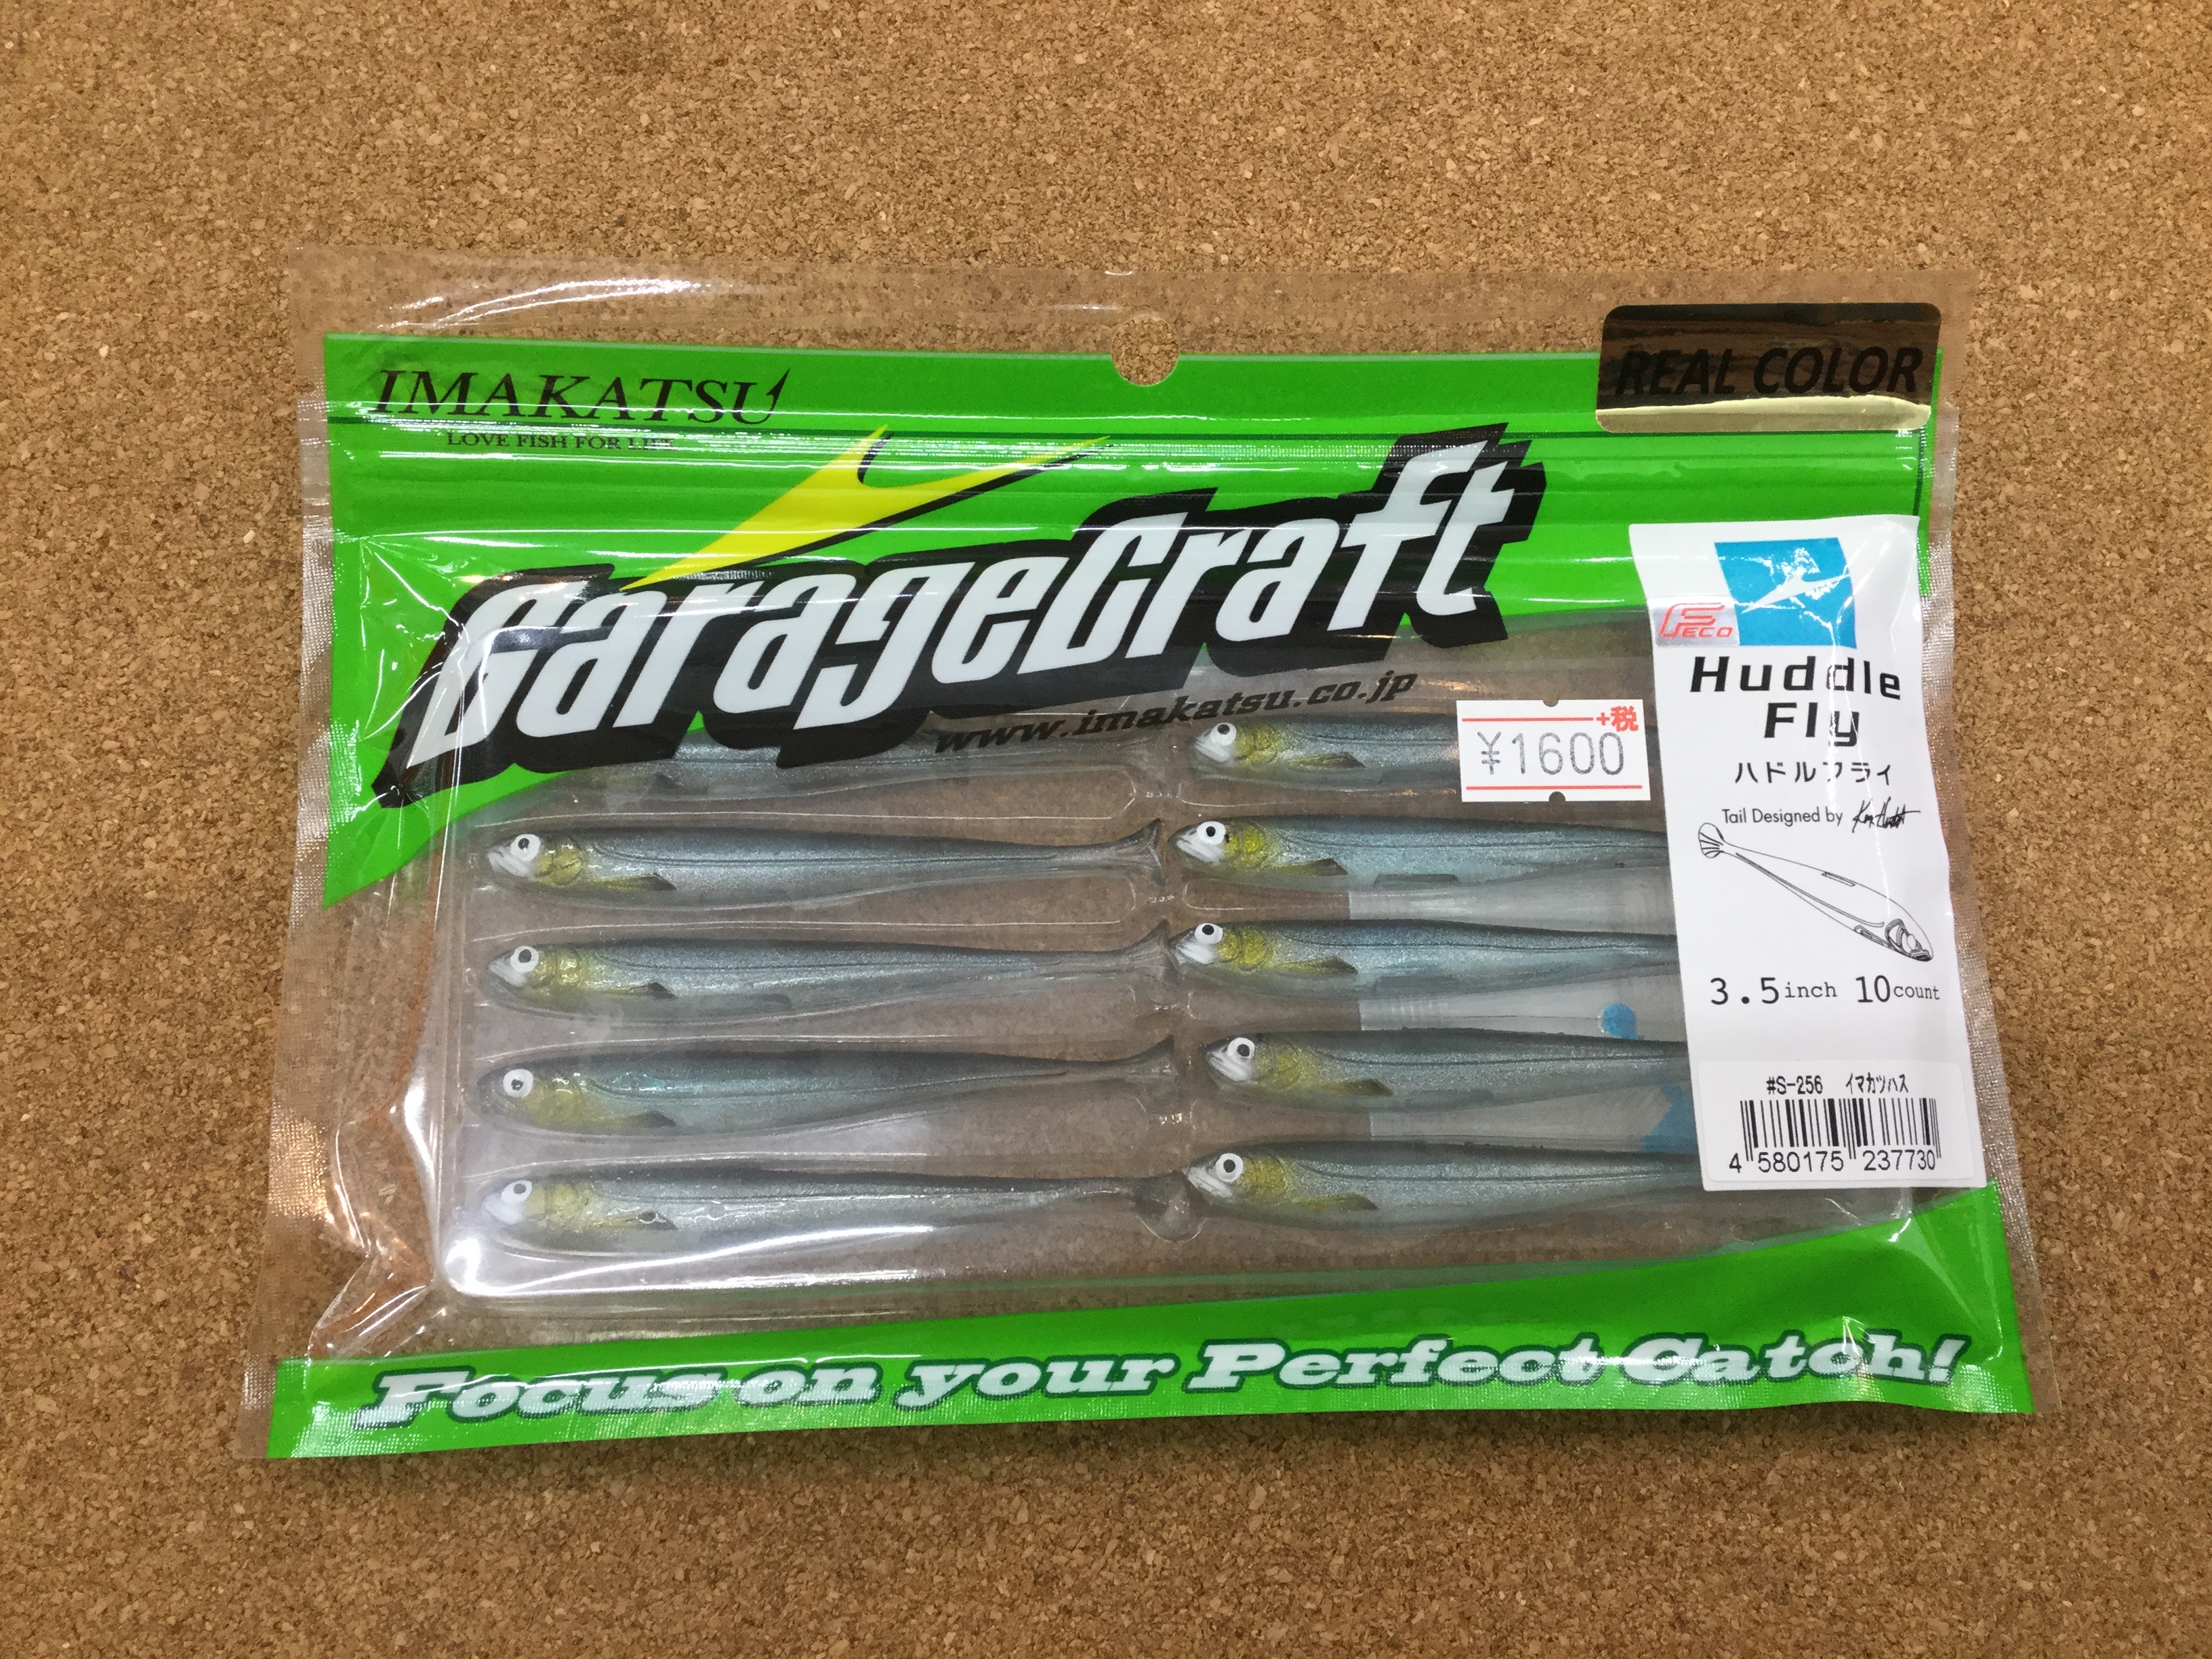 IMAKATSU
LOVE FISH FOR LIFE
REAL COLOR
GarageCraft
www.imakatsu.co.jp
FECO
Huddle
Fly
ハドルフライ
Tail Designed by
+税
¥1600
3.5inch 10count
#S-256 イマカツハス
4 580175 237730
Focus on your Perfect Catch!